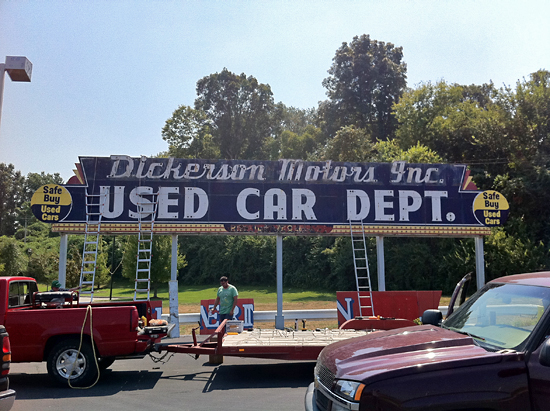 Dickerson Motors Inc.
USED CAR DEPT.
Safe
Buy
Used
Cars
Safe
Buy
Used
Cars